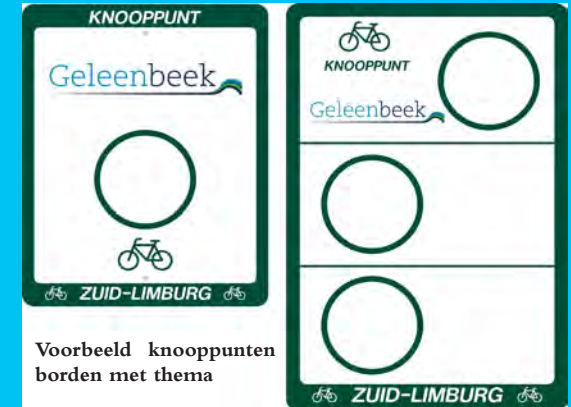 KNOOPPUNT
Geleenbeek
ZUID-LIMBURG
Voorbeeld knooppunten
borden met thema
KNOOPPUNT
Geleenbeek
ZUID-LIMBURG